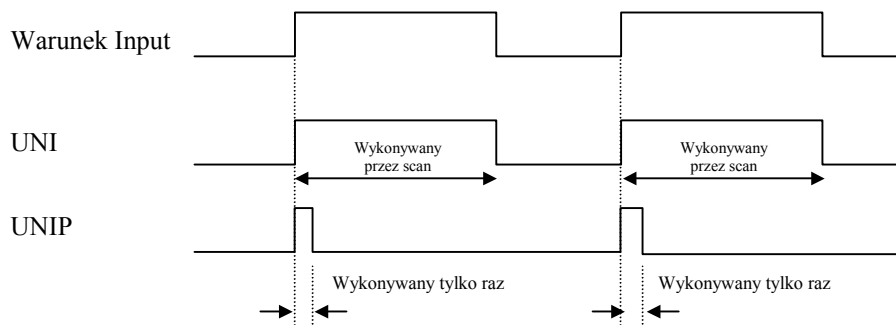 Warunek Input
UNI
Wykonywany
przez scan
Wykonywany
przez scan
UNIP
Wykonywany tylko raz
Wykonywany tylko raz